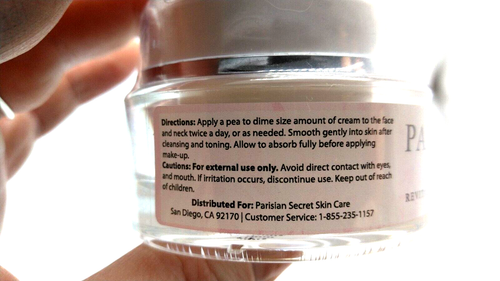 Directions: Apply a pea to dime size amount of cream to the face
and neck twice a day, or as needed. Smooth gently into skin after
cleansing and toning. Allow to absorb fully before applying
make-up.
Cautions: For external use only. Avoid direct contact with eyes,
and mouth. If irritation occurs, discontinue use. Keep out of reach
of children.
Distributed For: Parisian Secret Skin Care
San Diego, CA 92170 | Customer Service: 1-855-235-1157
PA